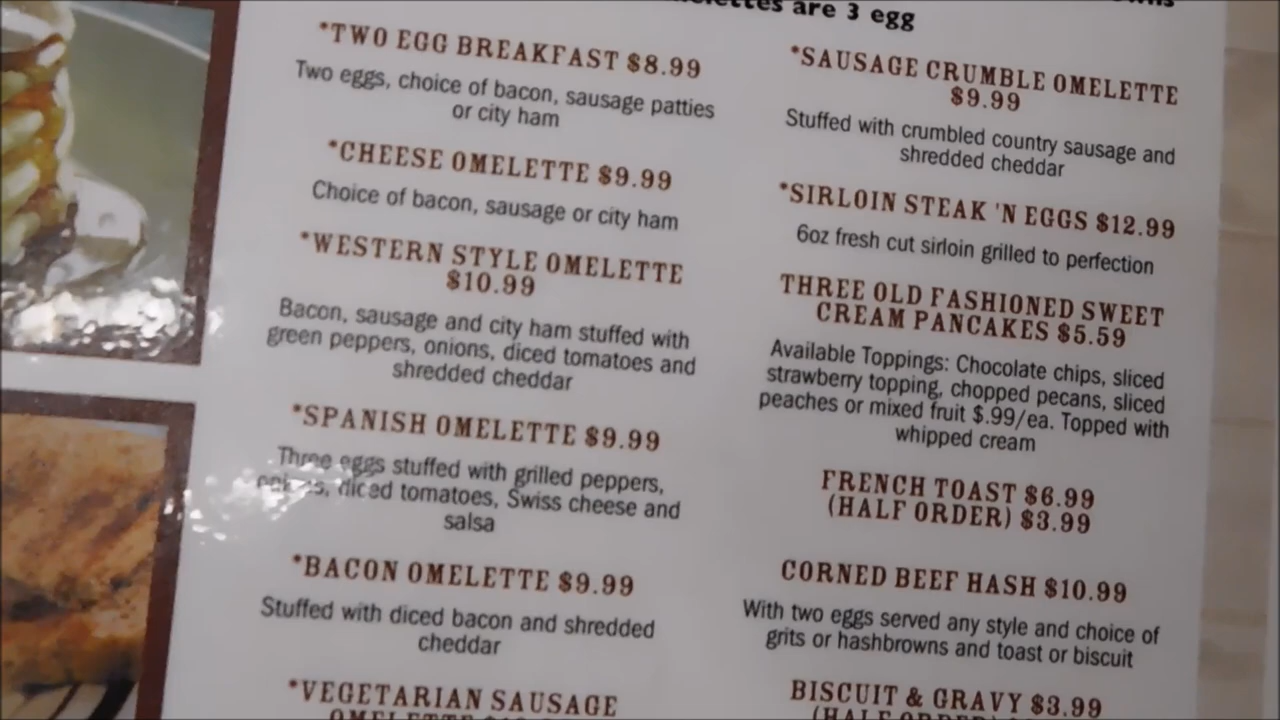 are 3 egg
*TWO EGG BREAKFAST $8.99
Two eggs, choice of bacon, sausage patties
or city ham
*CHEESE OMELETTE $9.99
Choice of bacon, sausage or city ham
*WESTERN STYLE OMELETTE
$10.99
Bacon, sausage and city ham stuffed with
green peppers, onions, diced tomatoes and
shredded cheddar
*SPANISH OMELETTE $9.99
Three eggs stuffed with grilled peppers,
diced tomatoes, Swiss cheese and
salsa
*BACON OMELETTE $9.99
Stuffed with diced bacon and shredded
cheddar
*VEGETARIAN SAUSAGE
*SAUSAGE CRUMBLE OMELETTE
$9.99
Stuffed with crumbled country sausage and
shredded cheddar
*SIRLOIN STEAK 'N EGGS $12.99
6oz fresh cut sirloin grilled to perfection
THREE OLD FASHIONED SWEET
CREAM PANCAKES $5.59
Available Toppings: Chocolate chips, sliced
strawberry topping, chopped pecans, sliced
peaches or mixed fruit $.99/ea. Topped with
whipped cream
FRENCH TOAST $6.99
(HALF ORDER) $3.99
CORNED BEEF HASH $10.99
With two eggs served any style and choice of
grits or hashbrowns and toast or biscuit
BISCUIT & GRAVY $3.99
(HALF ORDER)